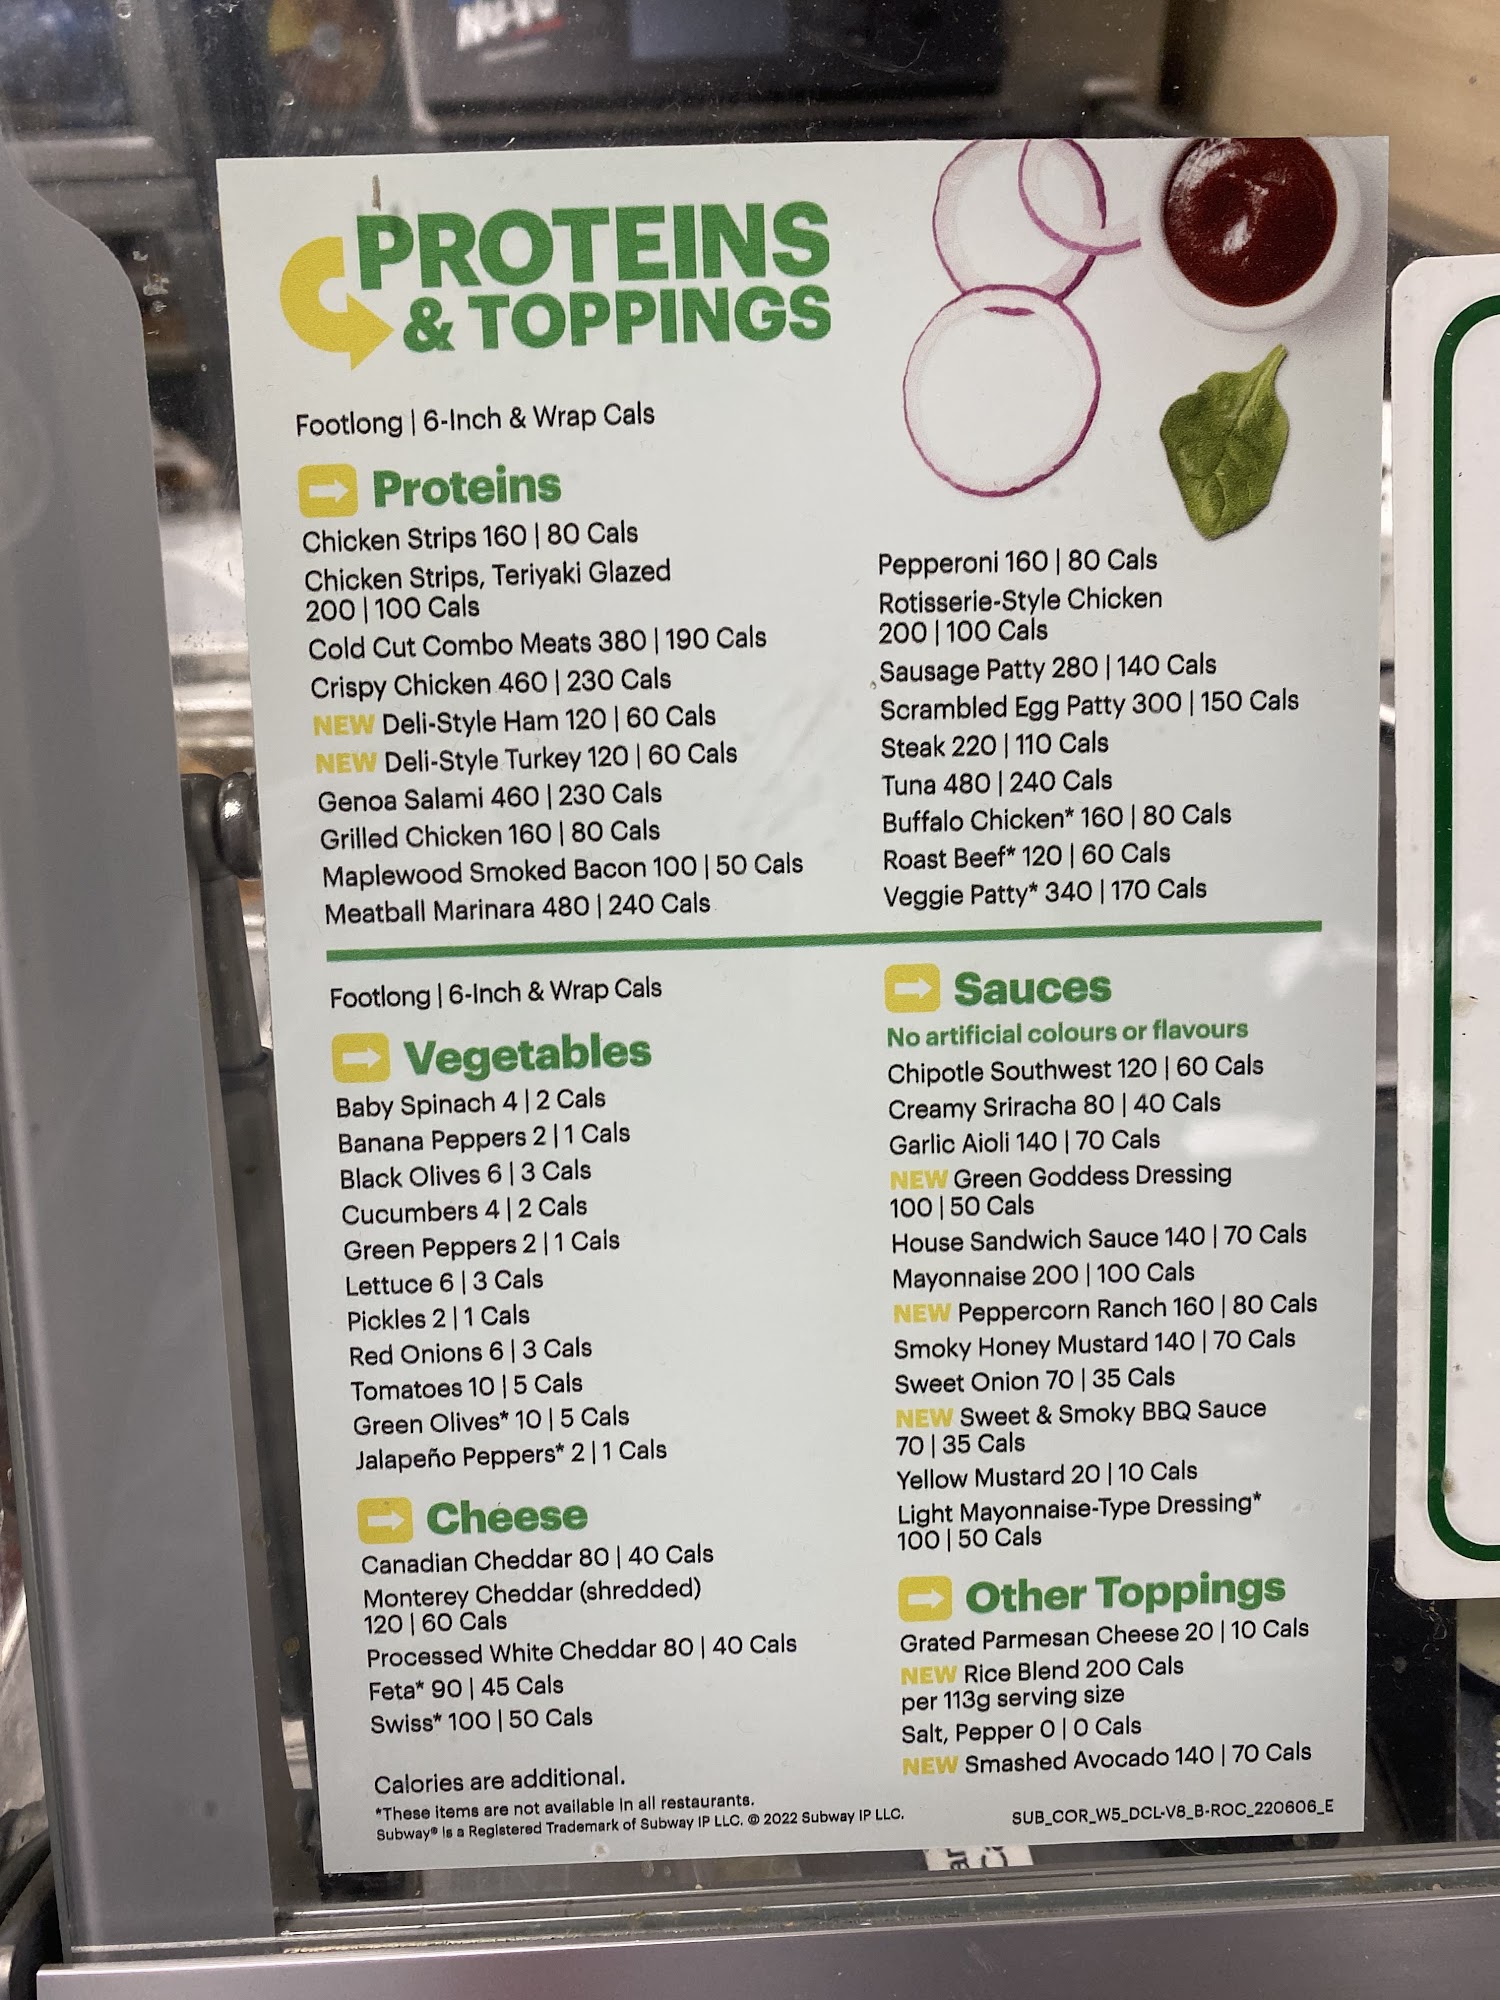 NU-VU
PROTEINS
& TOPPINGS
Footlong | 6-Inch & Wrap Cals
Proteins
Chicken Strips 160 | 80 Cals
Chicken Strips, Teriyaki Glazed
200 | 100 Cals
Cold Cut Combo Meats 380 | 190 Cals
Crispy Chicken 460 | 230 Cals
NEW Deli-Style Ham 120 | 60 Cals
NEW Deli-Style Turkey 120 | 60 Cals
Genoa Salami 460 | 230 Cals
Grilled Chicken 160 | 80 Cals
Maplewood Smoked Bacon 100 | 50 Cals
Meatball Marinara 480 | 240 Cals
Pepperoni 160 | 80 Cals
Rotisserie-Style Chicken
200 | 100 Cals
Sausage Patty 280 | 140 Cals
Scrambled Egg Patty 300 | 150 Cals
Steak 220 | 110 Cals
Tuna 480 | 240 Cals
Buffalo Chicken* 160 | 80 Cals
Roast Beef* 120 | 60 Cals
Veggie Patty* 340 | 170 Cals
Footlong | 6-Inch & Wrap Cals
Vegetables
Baby Spinach 4 | 2 Cals
Banana Peppers 2 | 1 Cals
Black Olives 6 | 3 Cals
Cucumbers 4 | 2 Cals
Green Peppers 2 | 1 Cals
Lettuce 6 | 3 Cals
Pickles 2 | 1 Cals
Red Onions 6 | 3 Cals
Tomatoes 10 | 5 Cals
Green Olives* 10 | 5 Cals
Jalapeño Peppers* 2 | 1 Cals
Cheese
Canadian Cheddar 80 | 40 Cals
Monterey Cheddar (shredded)
120 | 60 Cals
Processed White Cheddar 80 | 40 Cals
Feta* 90 | 45 Cals
Swiss* 100 | 50 Cals
Sauces
No artificial colours or flavours
Chipotle Southwest 120 | 60 Cals
Creamy Sriracha 80 | 40 Cals
Garlic Aioli 140 | 70 Cals
NEW Green Goddess Dressing
100 | 50 Cals
House Sandwich Sauce 140 | 70 Cals
Mayonnaise 200 | 100 Cals
NEW Peppercorn Ranch 160 | 80 Cals
Smoky Honey Mustard 140 | 70 Cals
Sweet Onion 70 | 35 Cals
NEW Sweet & Smoky BBQ Sauce
70 | 35 Cals
Yellow Mustard 20 | 10 Cals
Light Mayonnaise-Type Dressing*
100 | 50 Cals
Other Toppings
Grated Parmesan Cheese 20 | 10 Cals
NEW Rice Blend 200 Cals
per 113g serving size
Salt, Pepper 0 | 0 Cals
NEW Smashed Avocado 140 | 70 Cals
Calories are additional.
*These items are not available in all restaurants.
Subway® is a Registered Trademark of Subway IP LLC. © 2022 Subway IP LLC.
SUB_COR_W5_DCL-V8_B-ROC_220606_E